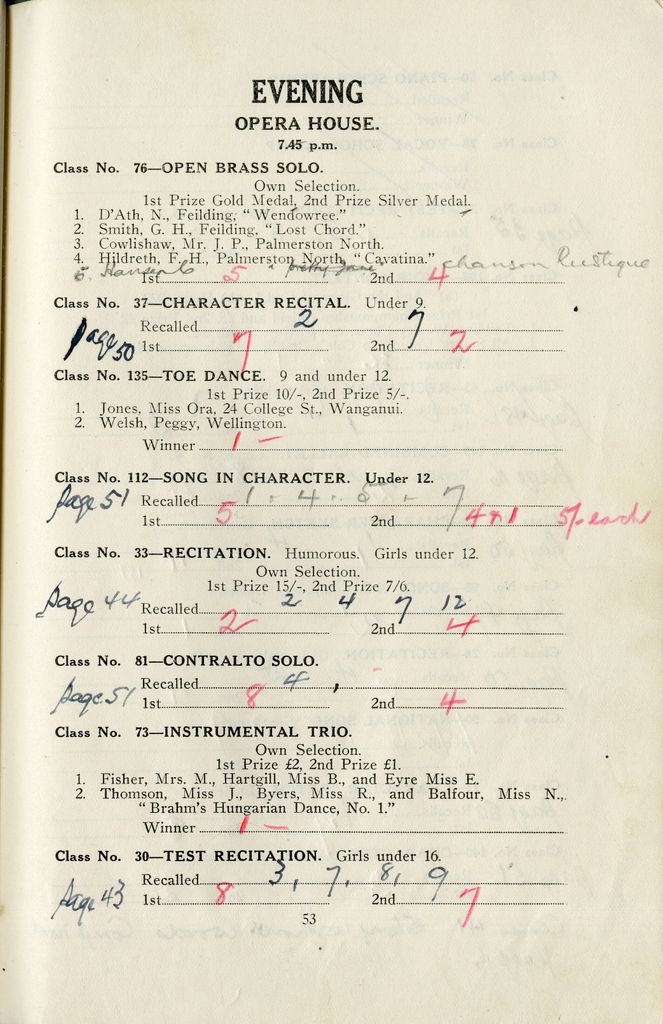 EVENING
OPERA HOUSE.
7.45 p.m.
Class No. 76—OPEN BRASS SOLO.
Own Selection.
1st Prize Gold Medal, 2nd Prize Silver Medal.
1. D'Ath, N., Feilding, "Wendowree."
2. Smith, G. H., Feilding, "Lost Chord."
3. Cowlishaw, Mr. J. P., Palmerston North.
4. Hildreth, F. H., Palmerston North, "Cavatina." chanson Rustique
1st 5 2nd 4
Class No. 37—CHARACTER RECITAL. Under 9.
Recalled 2 7
page 50 1st 7 2nd 2
Class No. 135—TOE DANCE. 9 and under 12.
1st Prize 10/-, 2nd Prize 5/-.
1. Jones, Miss Ora, 24 College St., Wanganui.
2. Welsh, Peggy, Wellington.
Winner 1 —
Class No. 112—SONG IN CHARACTER. Under 12.
page 51 Recalled 1 . 4 . 5 . 7
1st 5 2nd 4 + 1 5/- each
Class No. 33—RECITATION. Humorous. Girls under 12.
Own Selection.
1st Prize 15/-, 2nd Prize 7/6.
page 44 Recalled 2 4 7 12
1st 2 2nd 4
Class No. 81—CONTRALTO SOLO.
page 51 Recalled 4 ,
1st 8 2nd 4
Class No. 73—INSTRUMENTAL TRIO.
Own Selection.
1st Prize £2, 2nd Prize £1.
1. Fisher, Mrs. M., Hartgill, Miss B., and Eyre Miss E.
2. Thomson, Miss J., Byers, Miss R., and Balfour, Miss N.,
"Brahm's Hungarian Dance, No. 1."
Winner 1 —
Class No. 30—TEST RECITATION. Girls under 16.
Recalled 3, 7, 8, 9
page 43 1st 8 2nd 7
53